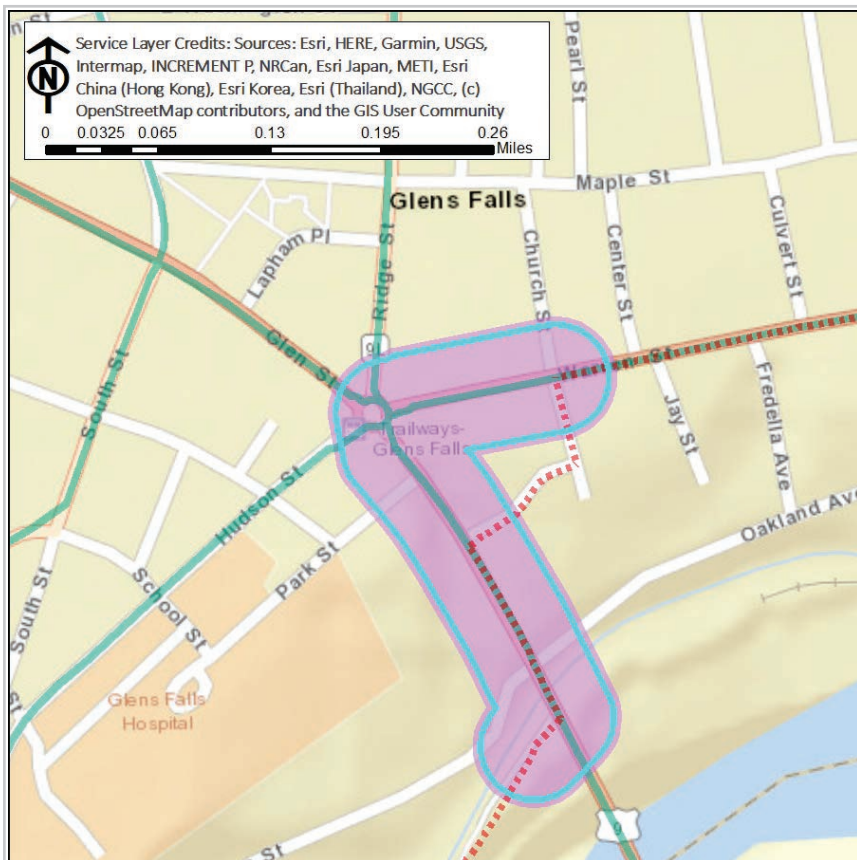 Service Layer Credits: Sources: Esri, HERE, Garmin, USGS,
Intermap, INCREMENT P, NRCan, Esri Japan, METI, Esri
China (Hong Kong), Esri Korea, Esri (Thailand), NGCC, (c)
OpenStreetMap contributors, and the GIS User Community
N
0 0.0325 0.065 0.13 0.195 0.26
Miles
Pearl St
Maple St
Glens Falls
Culvert St
Center St
Church St
Ridge St
Lapham Pl
9
Glen St
Warren St
South St
Trailways-
Glens Falls
Jay St
Fredella Ave
Hudson St
Oakland Ave
Park St
School St
South St
Glens Falls
Hospital
St
9
St